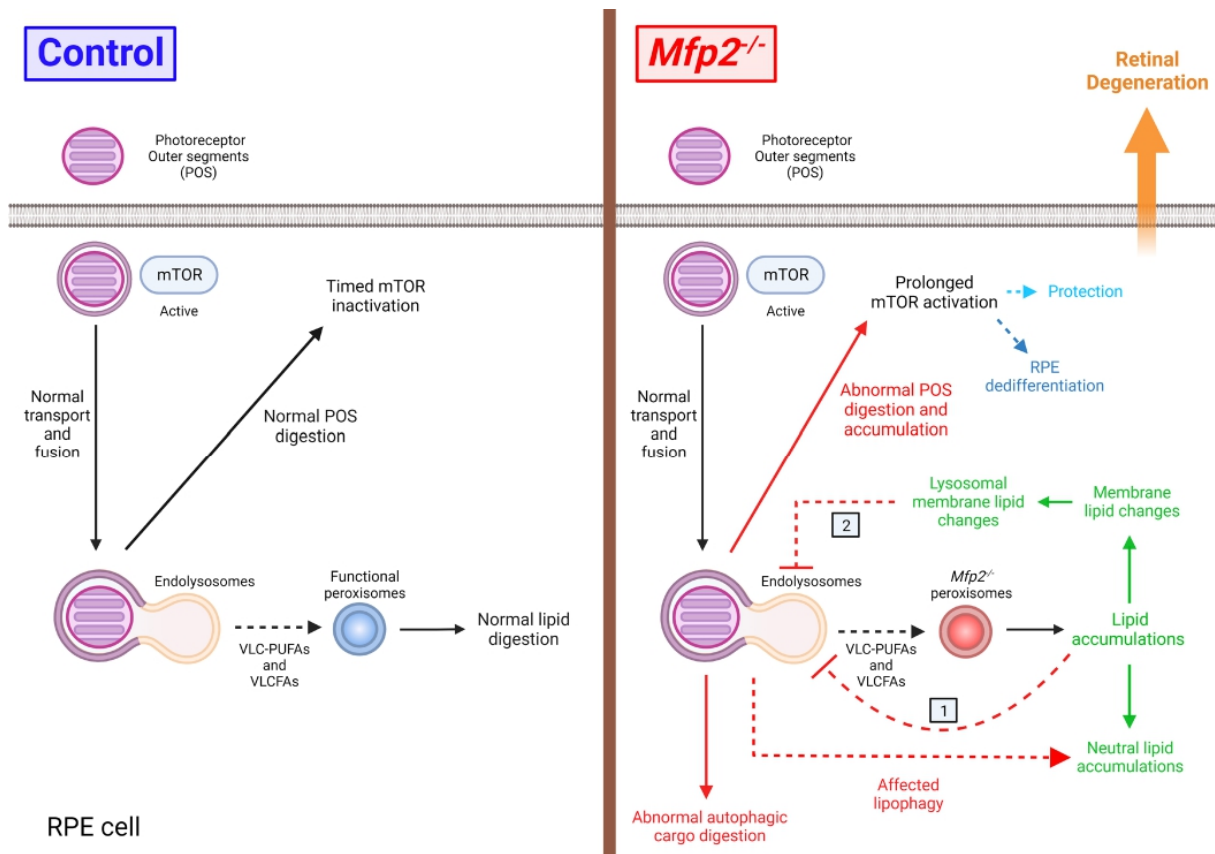 Control
Photoreceptor
Outer segments
(POS)
mTOR
Active
Timed mTOR
inactivation
Normal
transport
and
fusion
Normal POS
digestion
Endolysosomes
Functional
peroxisomes
VLC-PUFAs
and
VLCFAs
Normal lipid
digestion
RPE cell
Mfp2-/-
Retinal
Degeneration
Photoreceptor
Outer segments
(POS)
mTOR
Active
Prolonged
mTOR activation
Protection
RPE
dedifferentiation
Normal
transport
and
fusion
Abnormal POS
digestion and
accumulation
Lysosomal
membrane lipid
changes
Membrane
lipid changes
2
Endolysosomes
Mfp2-/-
peroxisomes
VLC-PUFAs
and
VLCFAs
Lipid
accumulations
1
Neutral lipid
accumulations
Affected
lipophagy
Abnormal autophagic
cargo digestion